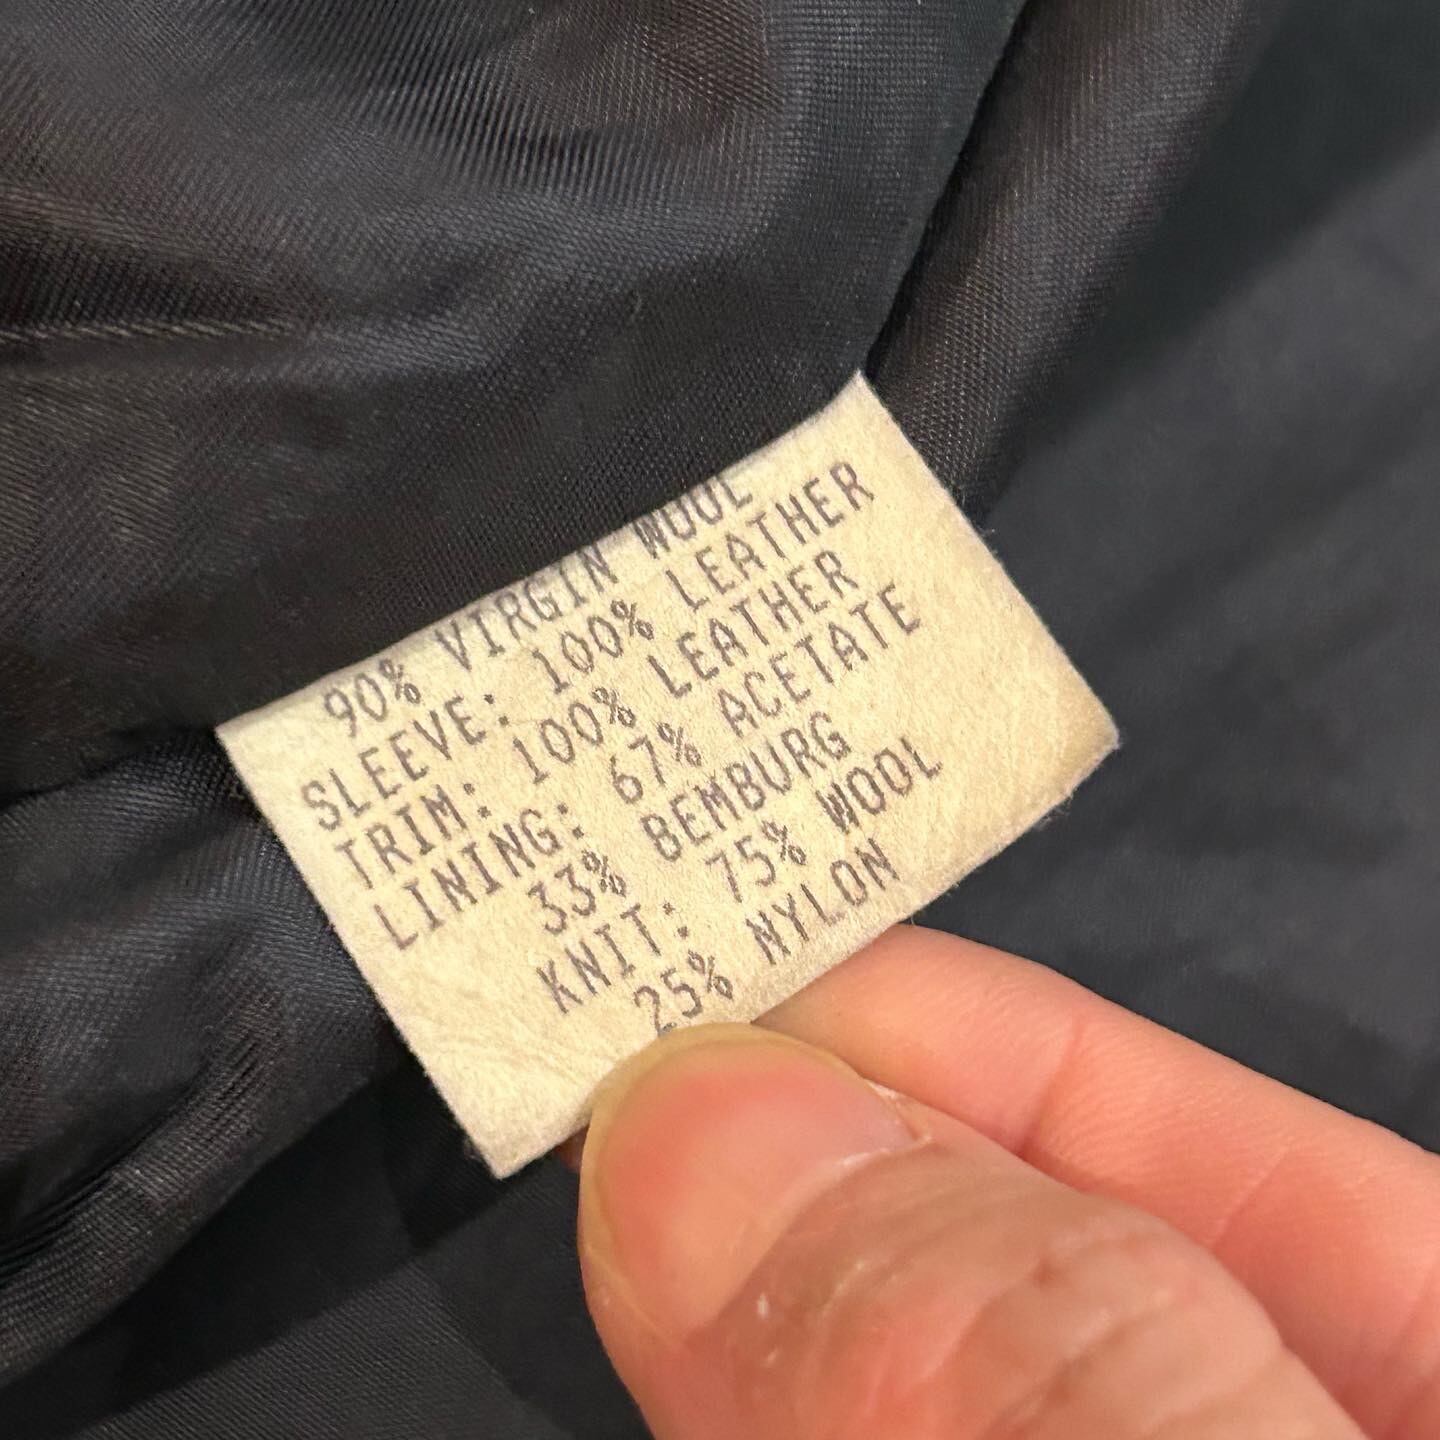 90% VIRGIN WOOL
SLEEVE: 100% LEATHER
TRIM: 100% LEATHER
LINING: 67% ACETATE
33% BEMBURG
KNIT: 75% WOOL
25% NYLON